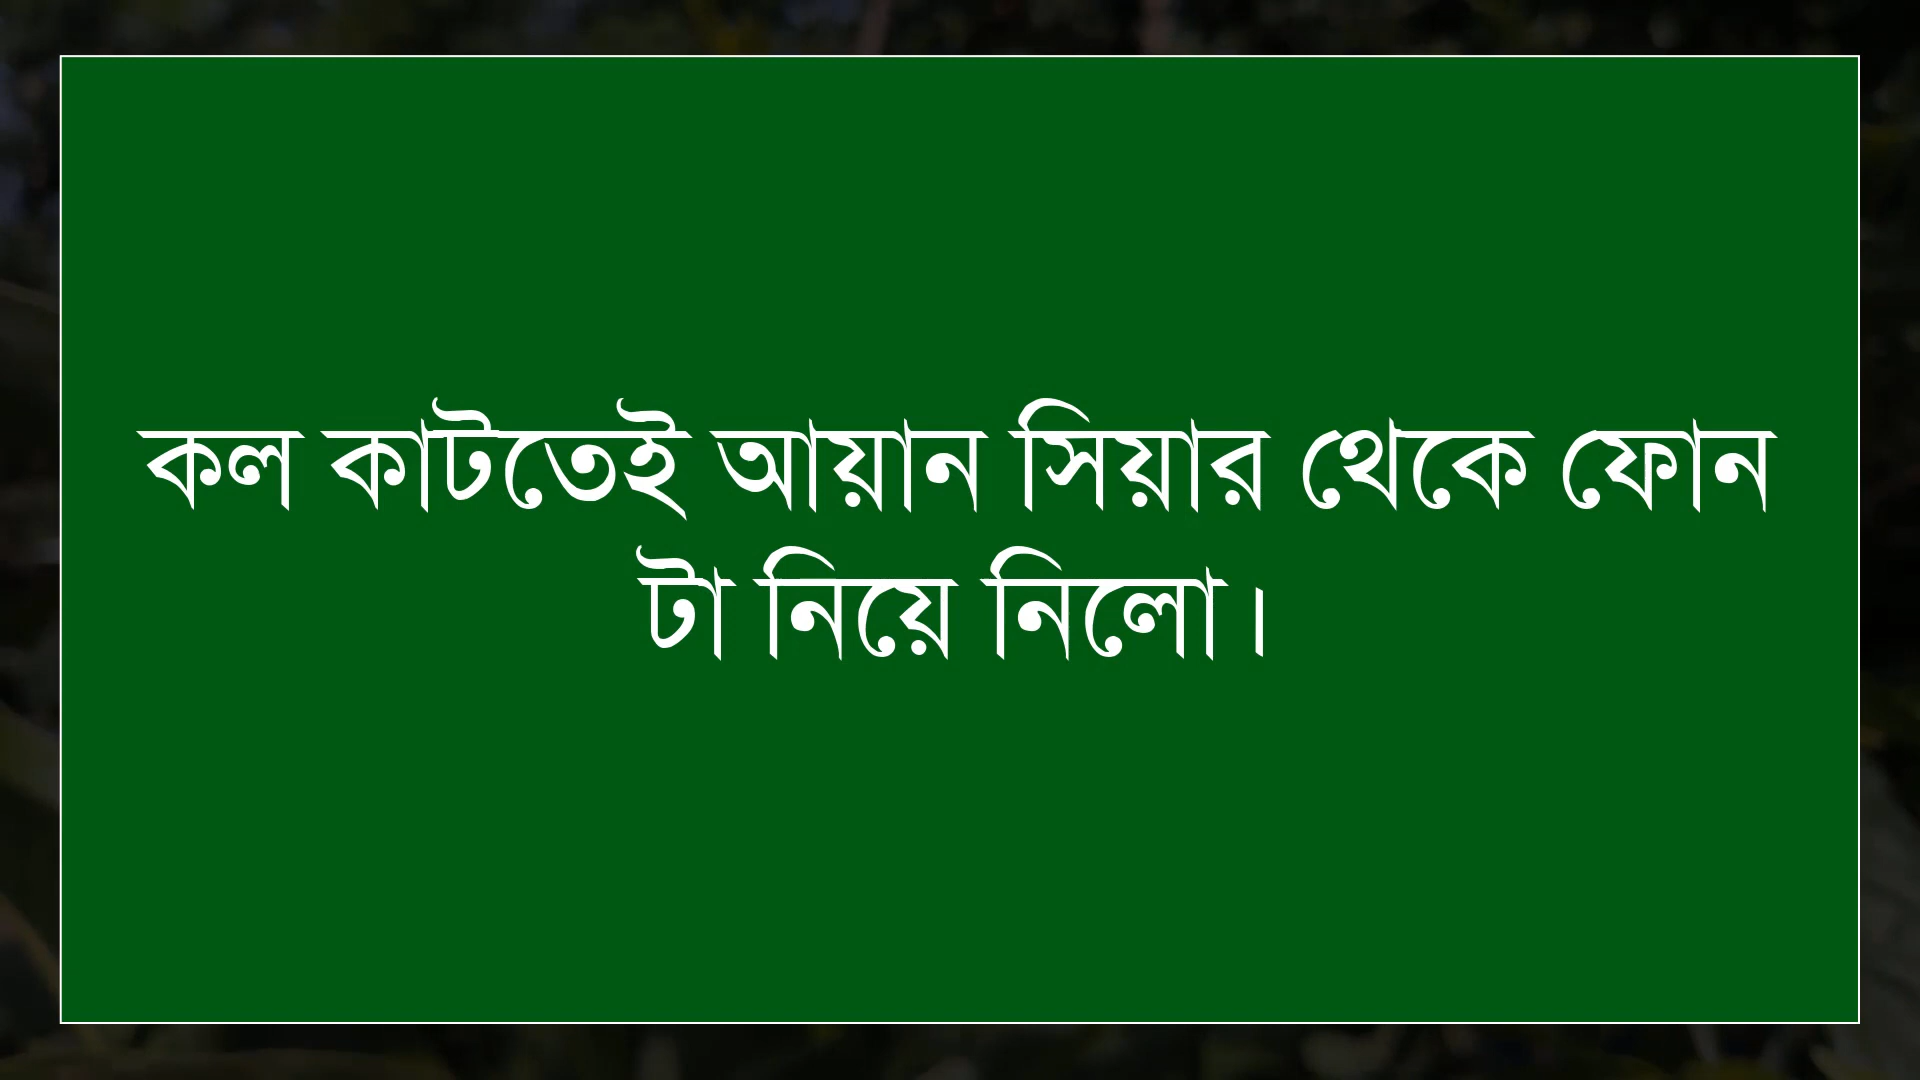 কল কাটতেই আয়ান সিয়ার থেকে ফোন
টা নিয়ে নিলো।